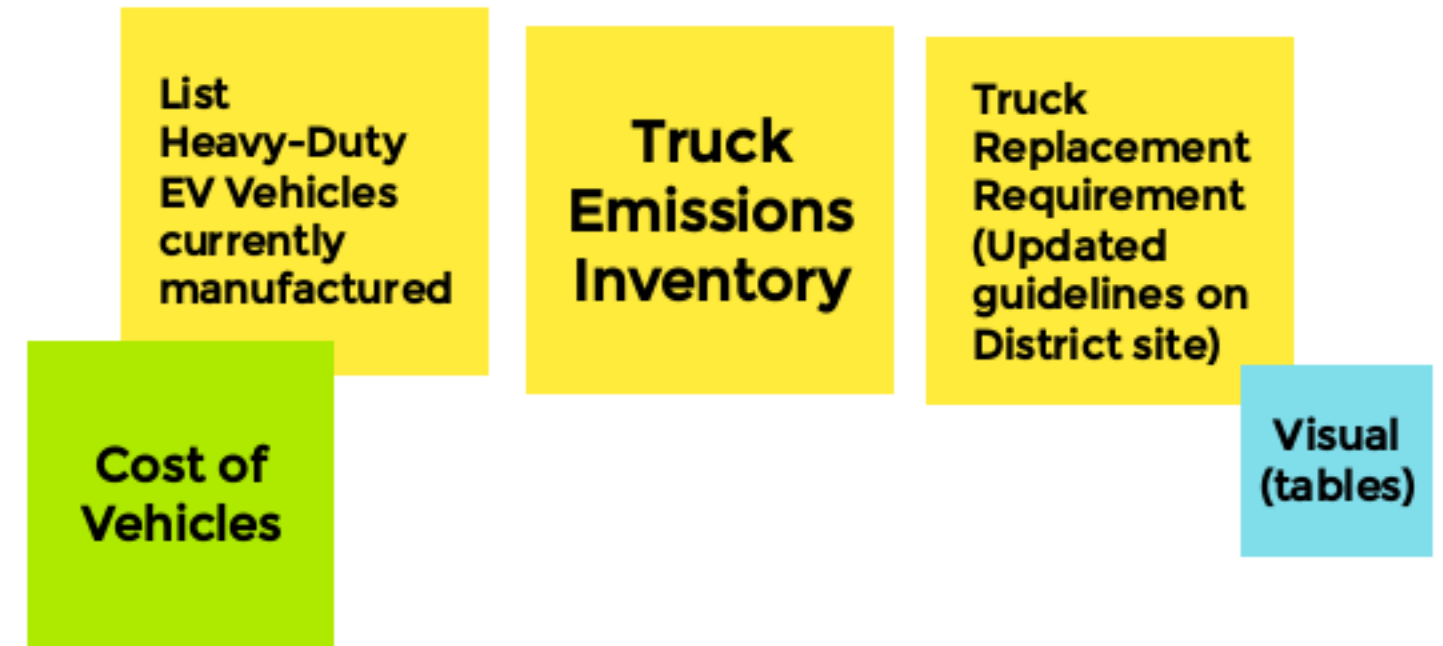 List
Heavy-Duty
EV Vehicles
currently
manufactured
Cost of
Vehicles
Truck
Emissions
Inventory
Truck
Replacement
Requirement
(Updated
guidelines on
District site)
Visual
(tables)